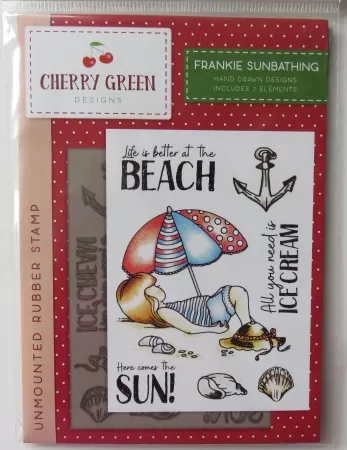 CHERRY GREEN
DESIGNS
FRANKIE SUNBATHING
HAND DRAWN DESIGNS
INCLUDES 7 ELEMENTS
UNMOUNTED RUBBER STAMP
Life is better at the
BEACH
All you need is
ICE CREAM
Here comes the
SUN!